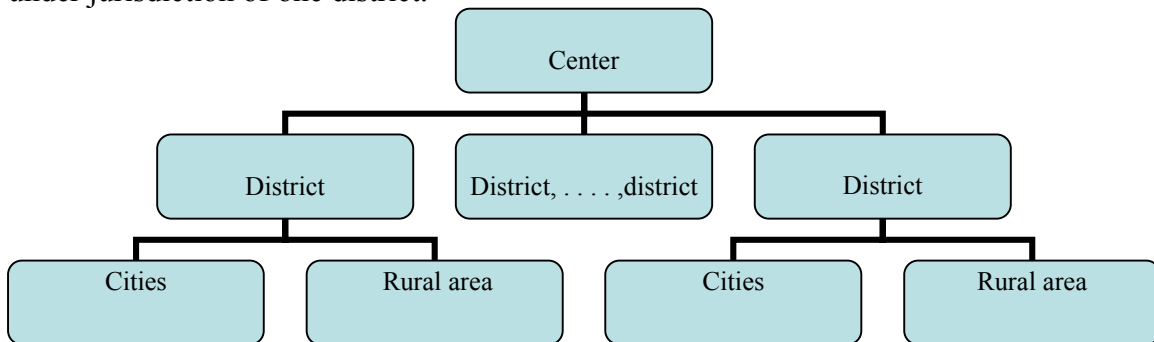 under jurisdiction of one district.
Center
District
District, . . . . ,district
District
Cities
Rural area
Cities
Rural area